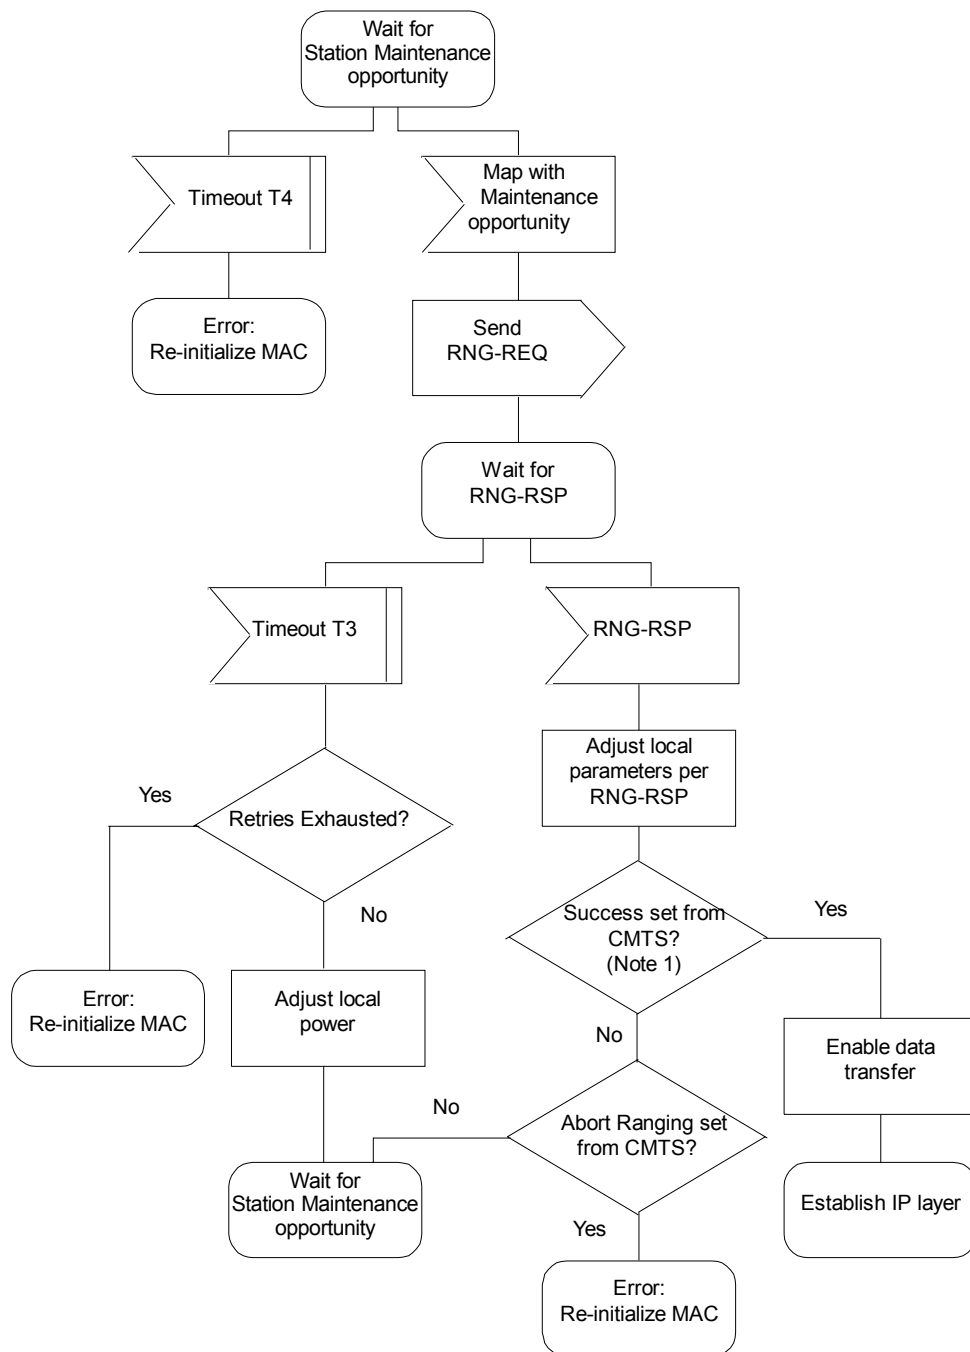 Wait for
Station Maintenance
opportunity
Timeout T4
Map with
Maintenance
opportunity
Error:
Re-initialize MAC
Send
RNG-REQ
Wait for
RNG-RSP
Timeout T3
RNG-RSP
Adjust local
parameters per
RNG-RSP
Yes
Retries Exhausted?
No
Success set from
CMTS?
(Note 1)
Yes
Error:
Re-initialize MAC
Adjust local
power
No
Enable data
transfer
No
Abort Ranging set
from CMTS?
Wait for
Station Maintenance
opportunity
Yes
Establish IP layer
Error:
Re-initialize MAC